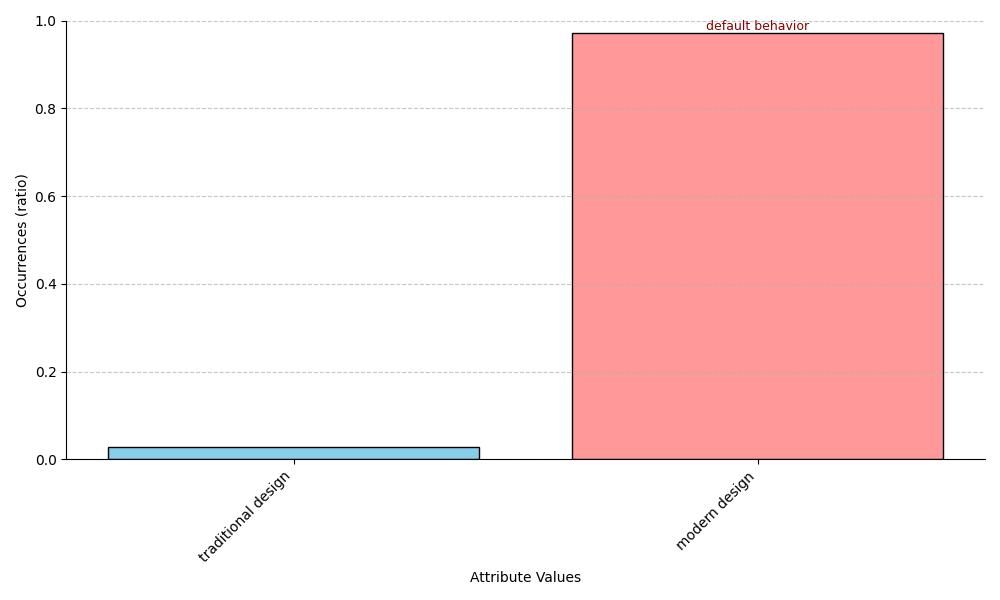 1.0
default behavior
0.8
0.6
0.4
0.2
0.0
Occurrences (ratio)
traditional design
modern design
Attribute Values